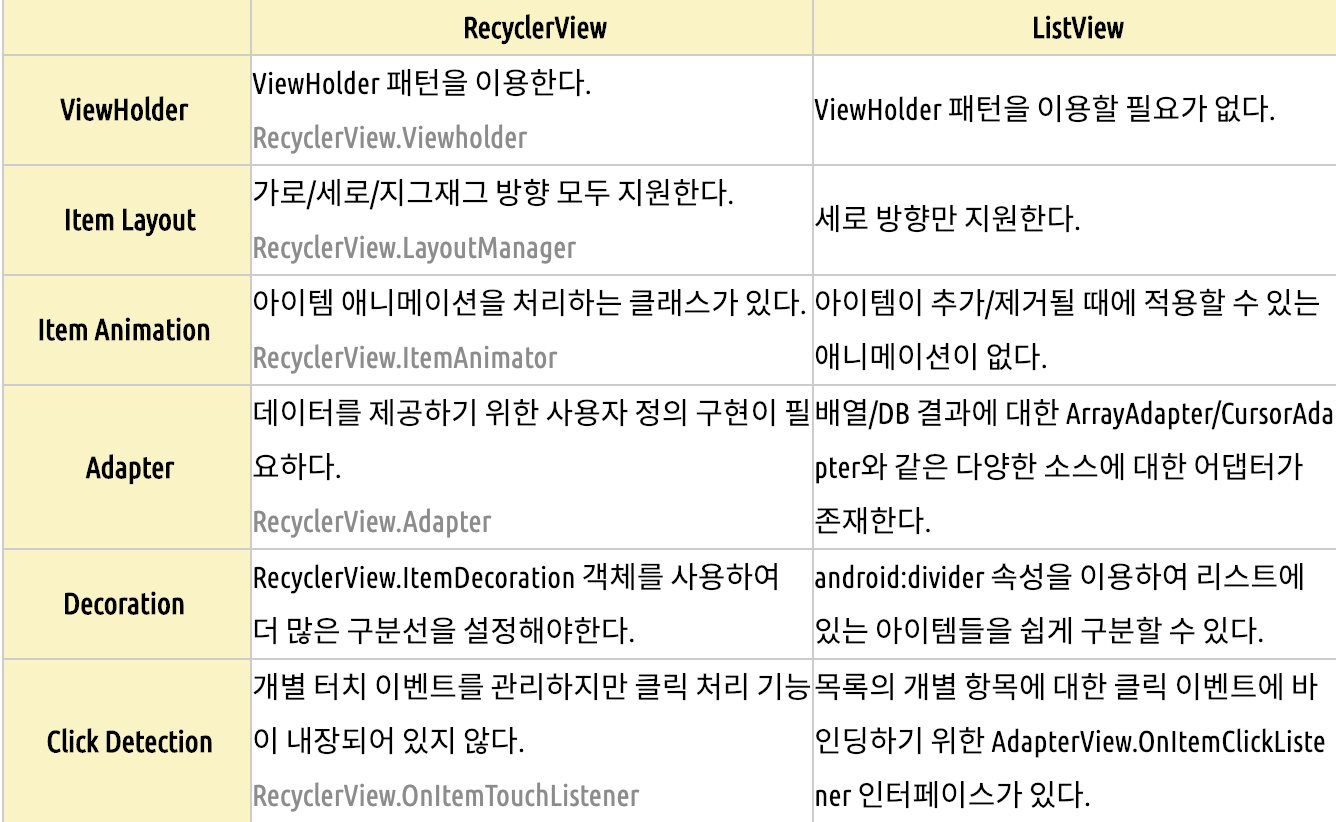 RecyclerView
ListView
ViewHolder
ViewHolder 패턴을 이용한다.
RecyclerView.Viewholder
ViewHolder 패턴을 이용할 필요가 없다.
Item Layout
가로/세로/지그재그 방향 모두 지원한다.
RecyclerView.LayoutManager
세로 방향만 지원한다.
Item Animation
아이템 애니메이션을 처리하는 클래스가 있다.
RecyclerView.ItemAnimator
아이템이 추가/제거될 때에 적용할 수 있는
애니메이션이 없다.
Adapter
데이터를 제공하기 위한 사용자 정의 구현이 필
요하다.
RecyclerView.Adapter
배열/DB 결과에 대한 ArrayAdapter/CursorAda
pter와 같은 다양한 소스에 대한 어댑터가
존재한다.
Decoration
RecyclerView.ItemDecoration 객체를 사용하여
더 많은 구분선을 설정해야한다.
android:divider 속성을 이용하여 리스트에
있는 아이템들을 쉽게 구분할 수 있다.
Click Detection
개별 터치 이벤트를 관리하지만 클릭 처리 기능
이 내장되어 있지 않다.
RecyclerView.OnItemTouchListener
목록의 개별 항목에 대한 클릭 이벤트에 바
인딩하기 위한 AdapterView.OnItemClickListe
ner 인터페이스가 있다.